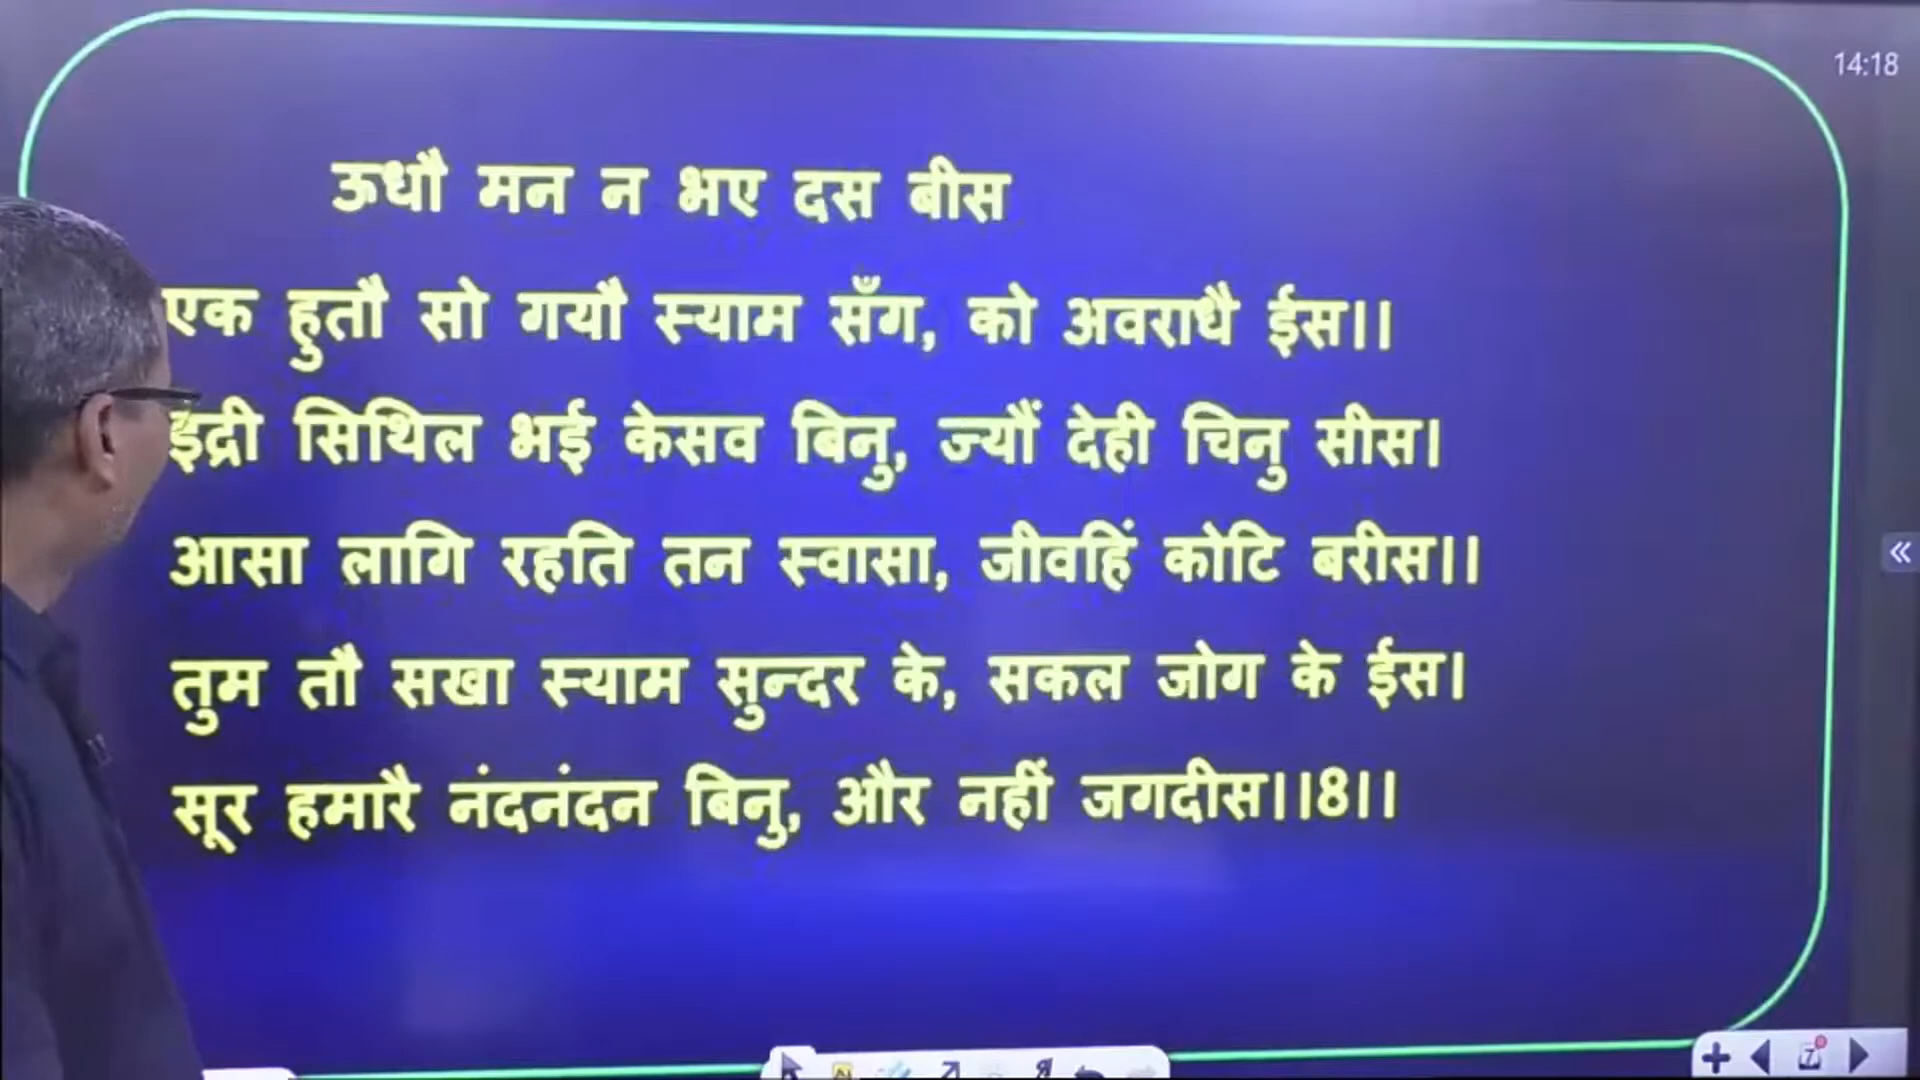 14:18
ऊधौ मन न भए दस बीस
एक हुतौ सो गयौ स्याम सँग, को अवराधै ईस।।
इंद्री सिथिल भई केसव बिनु, ज्यौं देही चिनु सीस।
आसा लागि रहति तन स्वासा, जीवहिं कोटि बरीस।।
तुम तौ सखा स्याम सुन्दर के, सकल जोग के ईस।
सूर हमारै नंदनंदन बिनु, और नहीं जगदीस।।8।।
7